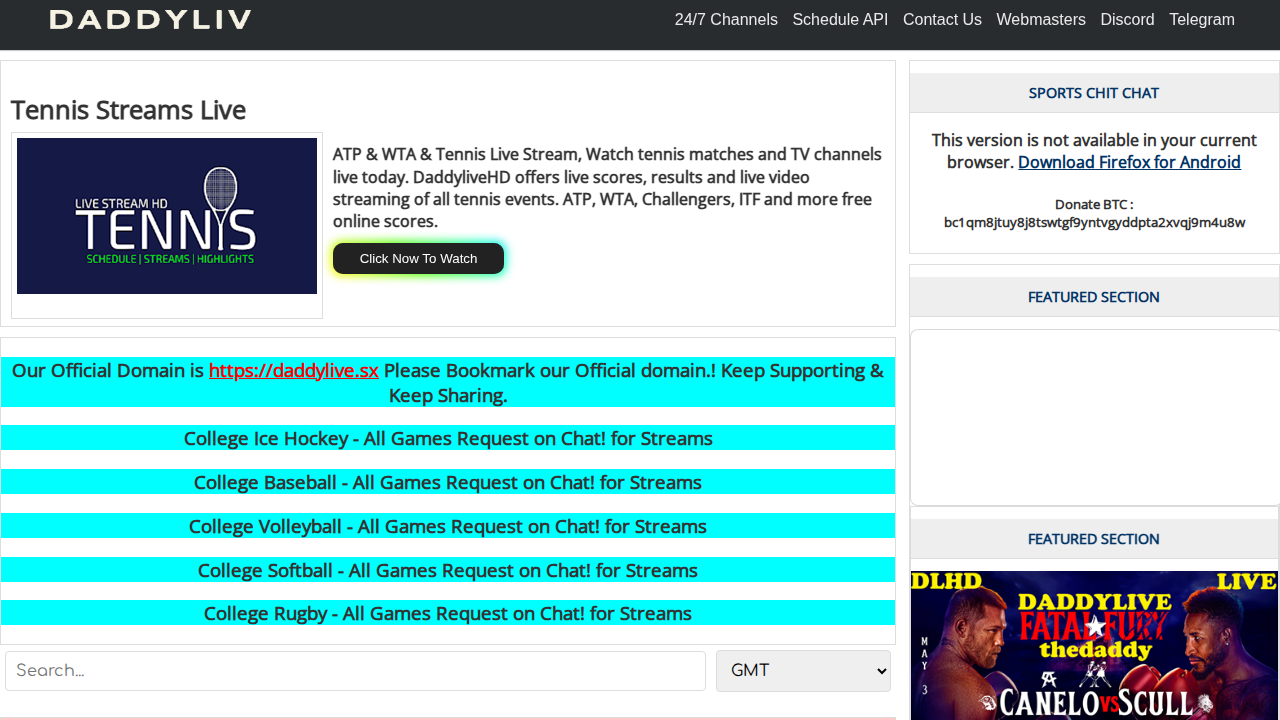 DADDYLIV
24/7 Channels Schedule API Contact Us Webmasters Discord Telegram
Tennis Streams Live
LIVE STREAM HD
TENNIS
SCHEDULE | STREAMS | HIGHLIGHTS
ATP & WTA & Tennis Live Stream, Watch tennis matches and TV channels
live today. DaddyliveHD offers live scores, results and live video
streaming of all tennis events. ATP, WTA, Challengers, ITF and more free
online scores.
Click Now To Watch
Our Official Domain is https://daddylive.sx Please Bookmark our Official domain.! Keep Supporting &
Keep Sharing.
College Ice Hockey - All Games Request on Chat! for Streams
College Baseball - All Games Request on Chat! for Streams
College Volleyball - All Games Request on Chat! for Streams
College Softball - All Games Request on Chat! for Streams
College Rugby - All Games Request on Chat! for Streams
Search...
GMT
SPORTS CHIT CHAT
This version is not available in your current
browser. Download Firefox for Android
Donate BTC :
bc1qm8jtuy8j8tswtgf9yntvgyddpta2xvqj9m4u8w
FEATURED SECTION
FEATURED SECTION
DLHD LIVE
DADDYLIVE
FATAL FURY
thedaddy
MAY 3
CANELO VS SCULL